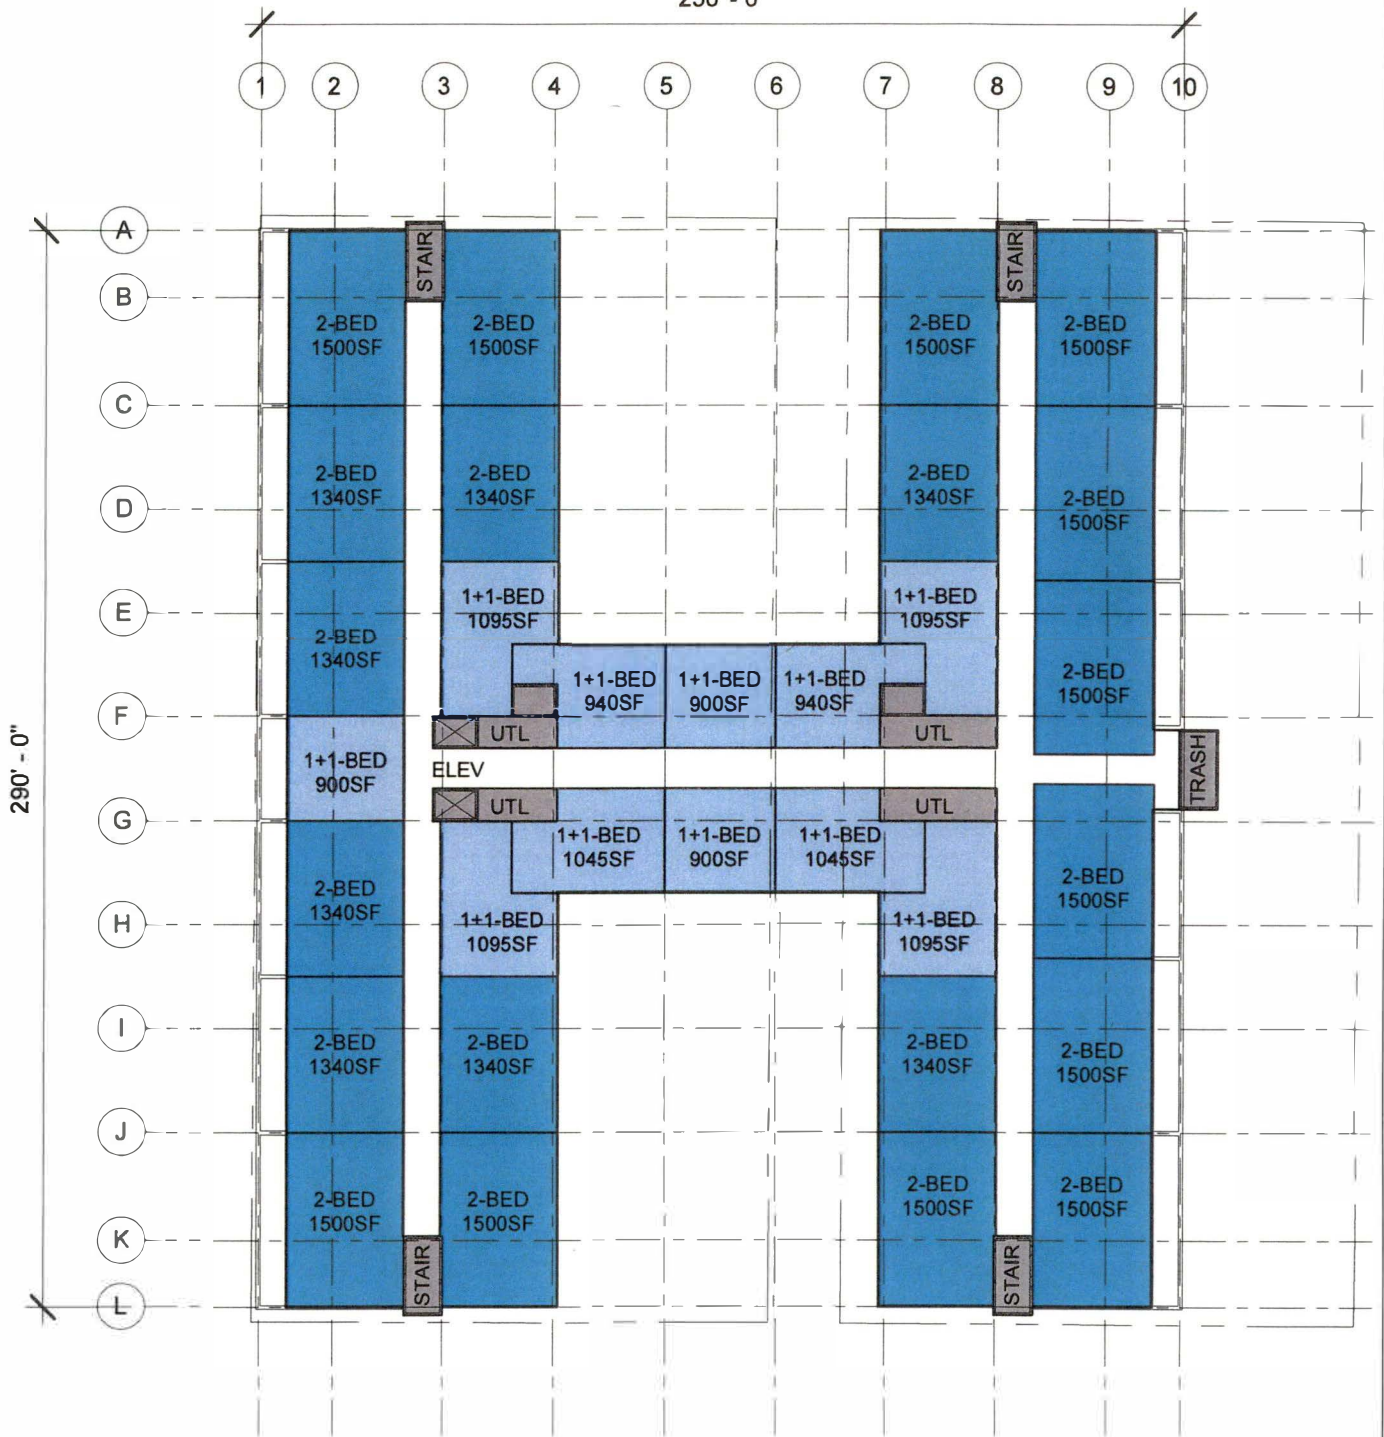 1 2 3 4 5 6 7 8 9 10
A
STAIR STAIR
B
2-BED 2-BED 2-BED 2-BED
1500SF 1500SF 1500SF 1500SF
C
2-BED 2-BED 2-BED
1340SF 1340SF 1340SF
2-BED
1500SF
D
1+1-BED 1+1-BED
1095SF 1095SF
E
2-BED
1340SF
2-BED
1500SF
1+1-BED 1+1-BED 1+1-BED
940SF 900SF 940SF
F
UTL UTL
290' - 0"
1+1-BED
900SF
ELEV
TRASH
UTL UTL
G
1+1-BED 1+1-BED 1+1-BED
1045SF 900SF 1045SF
2-BED
1340SF
2-BED
1500SF
H
1+1-BED 1+1-BED
1095SF 1095SF
I
2-BED 2-BED 2-BED 2-BED
1340SF 1340SF 1340SF 1500SF
J
2-BED 2-BED 2-BED 2-BED
1500SF 1500SF 1500SF 1500SF
K
STAIR STAIR
L